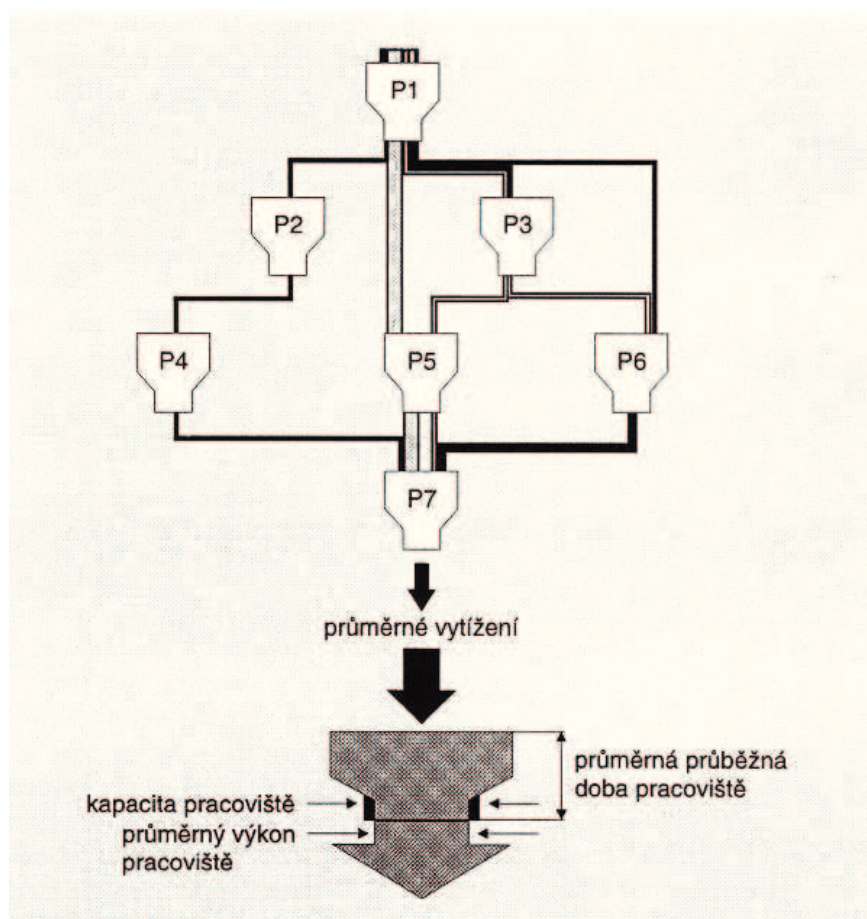 P1
P2
P3
P4
P5
P6
P7
průměrné vytížení
průměrná průběžná
doba pracoviště
kapacita pracoviště
průměrný výkon
pracoviště